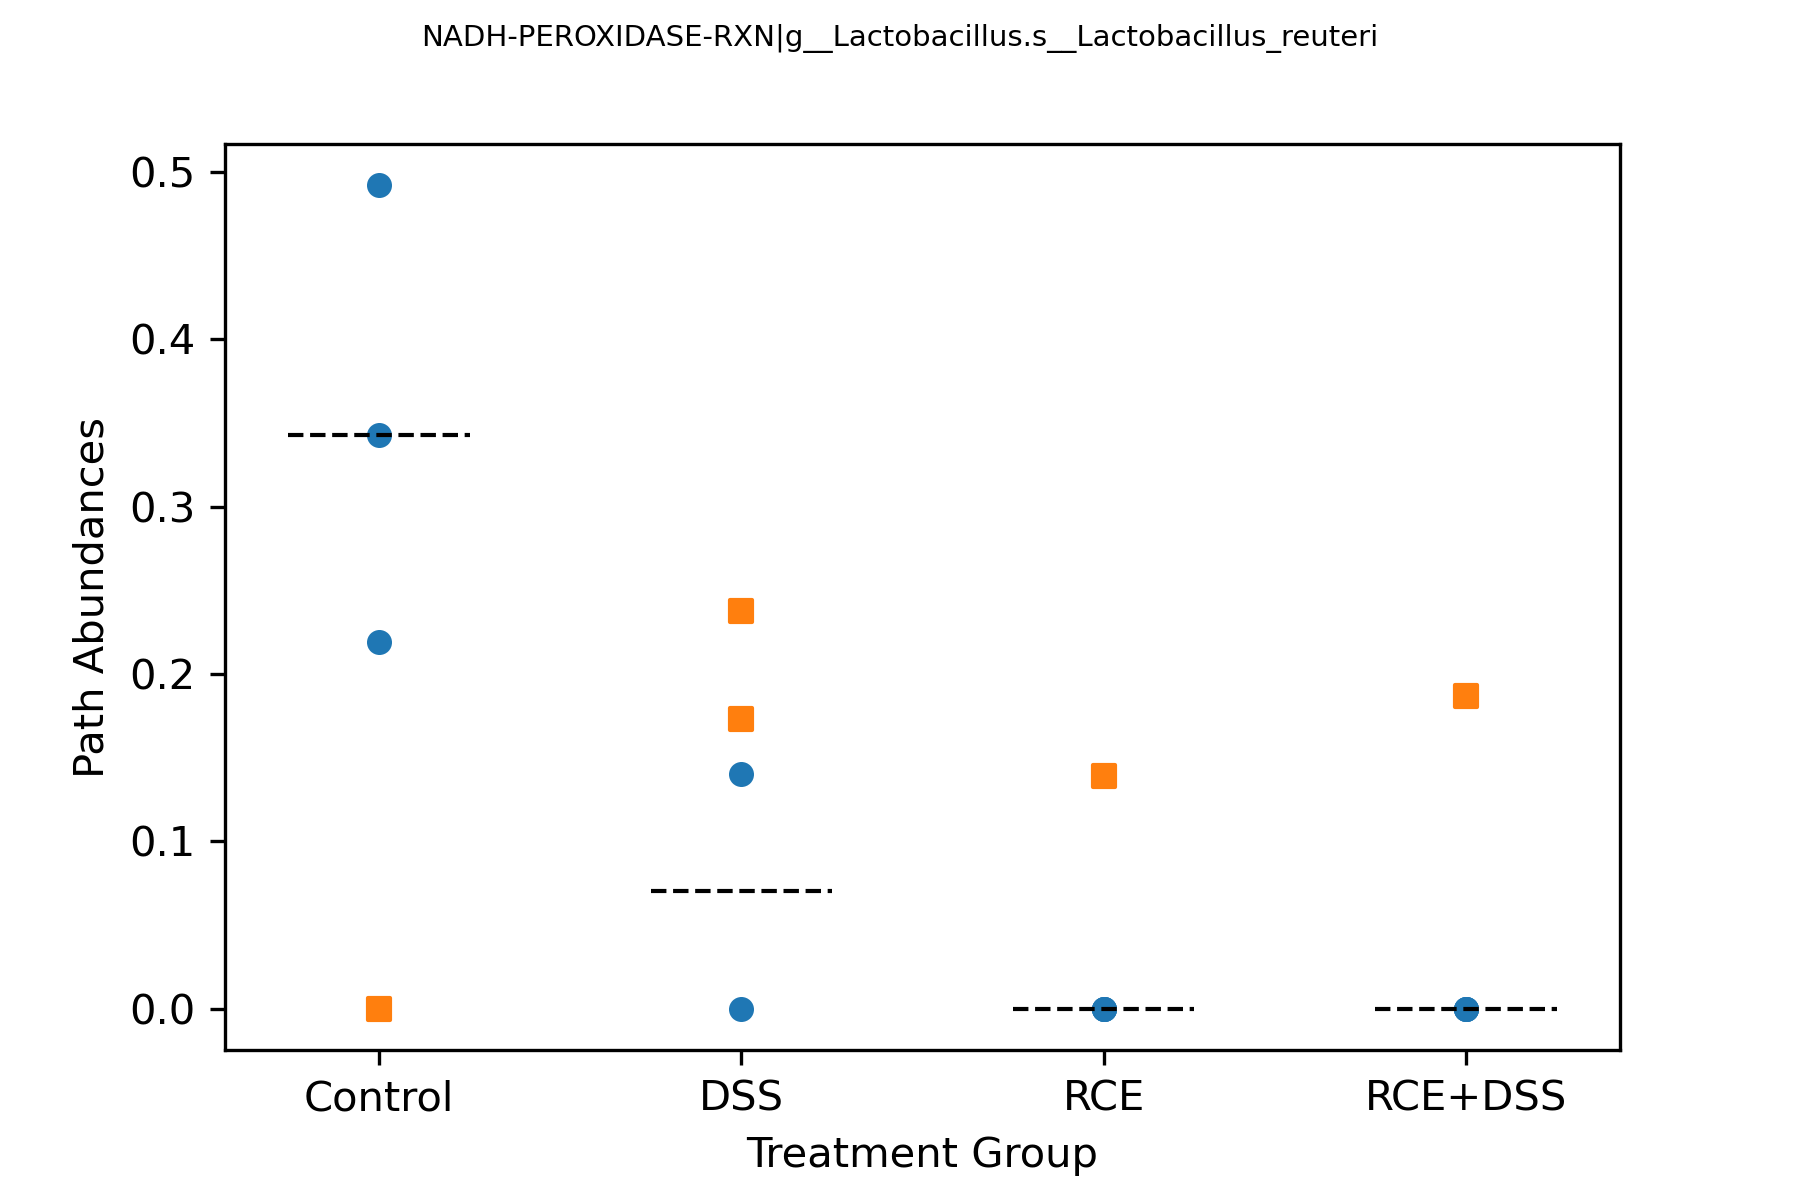 NADH-PEROXIDASE-RXN|g__Lactobacillus.s__Lactobacillus_reuteri
0.5
0.4
0.3
0.2
0.1
0.0
Path Abundances
Control DSS RCE RCE+DSS
Treatment Group